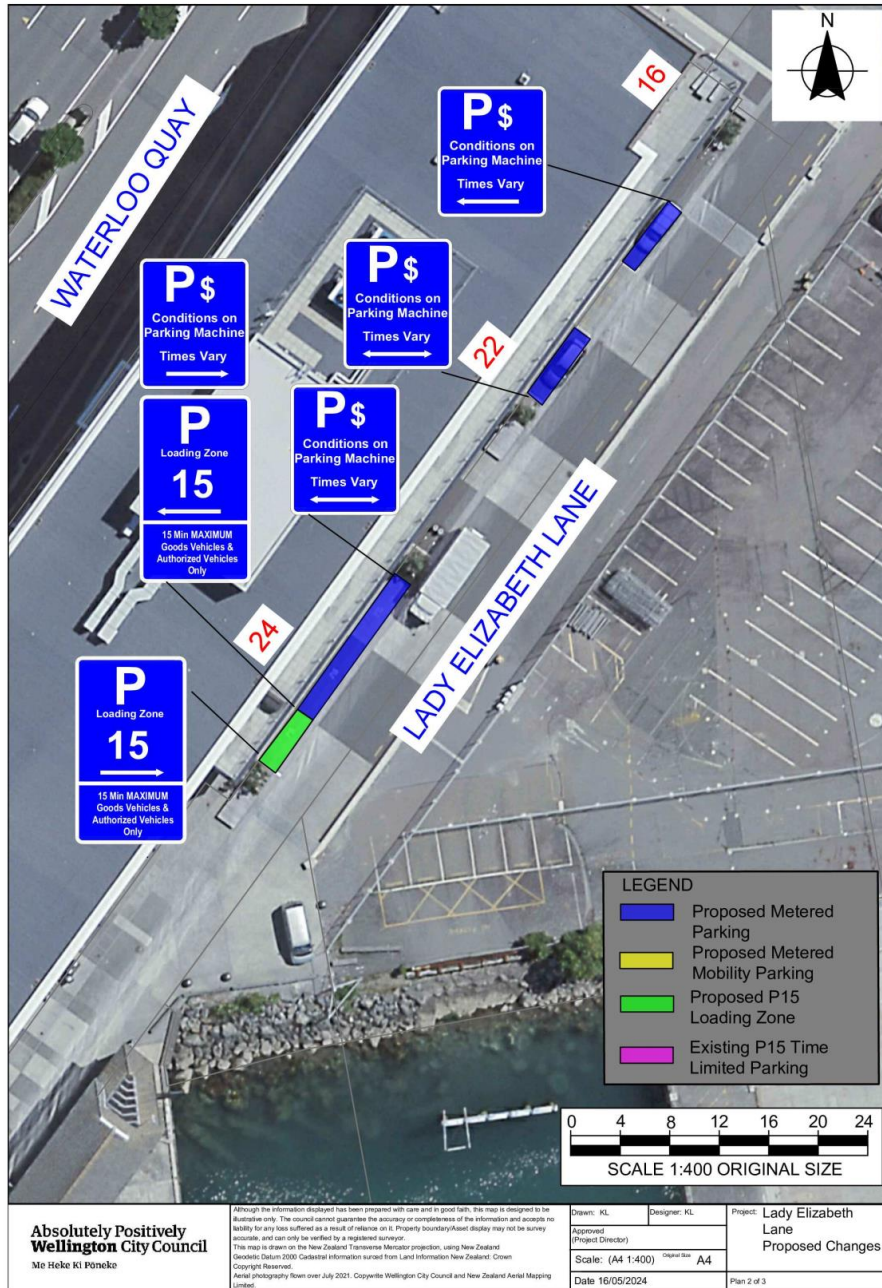 N
16
WATERLOO QUAY
P $
Conditions on
Parking Machine
Times Vary
P $
Conditions on
Parking Machine
Times Vary
P $
Conditions on
Parking Machine
Times Vary
22
P
Loading Zone
15
15 Min MAXIMUM
Goods Vehicles &
Authorized Vehicles
Only
P $
Conditions on
Parking Machine
Times Vary
LADY ELIZABETH LANE
24
P
Loading Zone
15
15 Min MAXIMUM
Goods Vehicles &
Authorized Vehicles
Only
LEGEND
Proposed Metered
Parking
Proposed Metered
Mobility Parking
Proposed P15
Loading Zone
Existing P15 Time
Limited Parking
0 4 8 12 16 20 24
SCALE 1:400 ORIGINAL SIZE
Absolutely Positively
Wellington City Council
Me Heke Ki Pōneke
Although the information displayed has been prepared with care and in good faith, this map is designed to be
illustrative only. The council cannot guarantee the accuracy or completeness of the information and accepts no
liability for any loss suffered as a result of reliance on it. Property boundary/Asset display may not be survey
accurate, and can only be verified by a registered surveyor.
This map is drawn on the New Zealand Transverse Mercator projection, using New Zealand
Geodetic Datum 2000 Cadastral information sourced from Land Information New Zealand: Crown
Copyright Reserved.
Aerial photography flown over July 2021. Copywrite Wellington City Council and New Zealand Aerial Mapping
Limited.
Drawn: KL
Designer: KL
Approved
(Project Director)
Scale: (A4 1:400) Original Size A4
Date 16/05/2024
Project: Lady Elizabeth
Lane
Proposed Changes
Plan 2 of 3